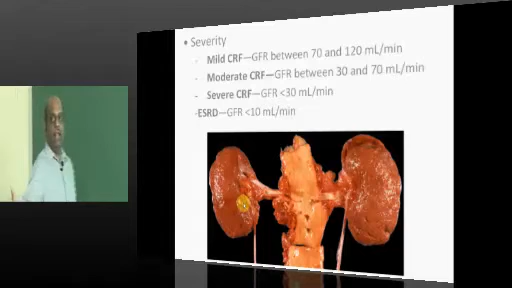 • Severity
- Mild CRF—GFR between 70 and 120 mL/min
- Moderate CRF—GFR between 30 and 70 mL/min
- Severe CRF—GFR <30 mL/min
-ESRD—GFR <10 mL/min